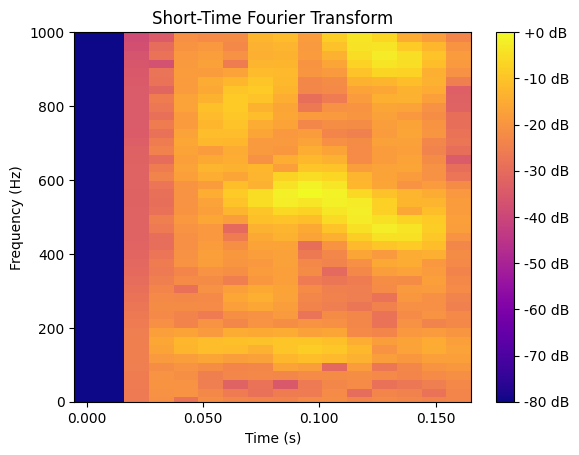 Short-Time Fourier Transform
1000
800
600
400
200
0
Frequency (Hz)
0.000
0.050
0.100
0.150
Time (s)
+0 dB
-10 dB
-20 dB
-30 dB
-40 dB
-50 dB
-60 dB
-70 dB
-80 dB